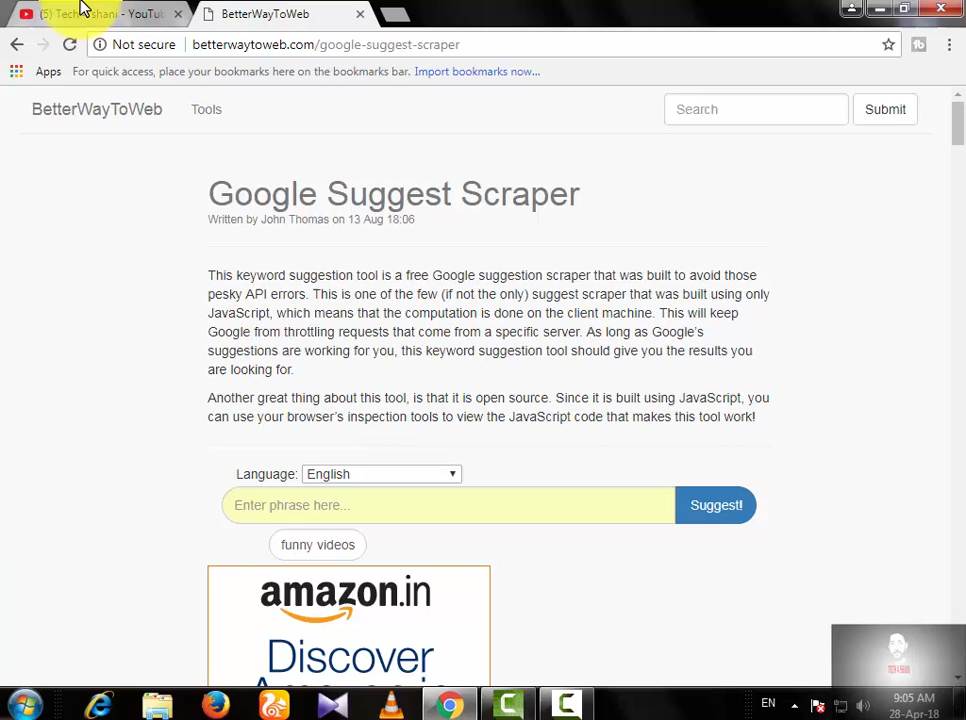 (5) Tech
shani - YouTu
BetterWayToWeb
Not secure
betterwaytoweb.com/google-suggest-scraper
Apps
For quick access, place your bookmarks here on the bookmarks bar. Import bookmarks now...
BetterWayToWeb
Tools
Search
Submit
Google Suggest Scraper
Written by John Thomas on 13 Aug 18:06
This keyword suggestion tool is a free Google suggestion scraper that was built to avoid those
pesky API errors. This is one of the few (if not the only) suggest scraper that was built using only
JavaScript, which means that the computation is done on the client machine. This will keep
Google from throttling requests that come from a specific server. As long as Google's
suggestions are working for you, this keyword suggestion tool should give you the results you
are looking for.
Another great thing about this tool, is that it is open source. Since it is built using JavaScript, you
can use your browser's inspection tools to view the JavaScript code that makes this tool work!
Language: English
Enter phrase here...
Suggest!
funny videos
amazon.in
Discover
EN
9:05 AM
28-Apr-18